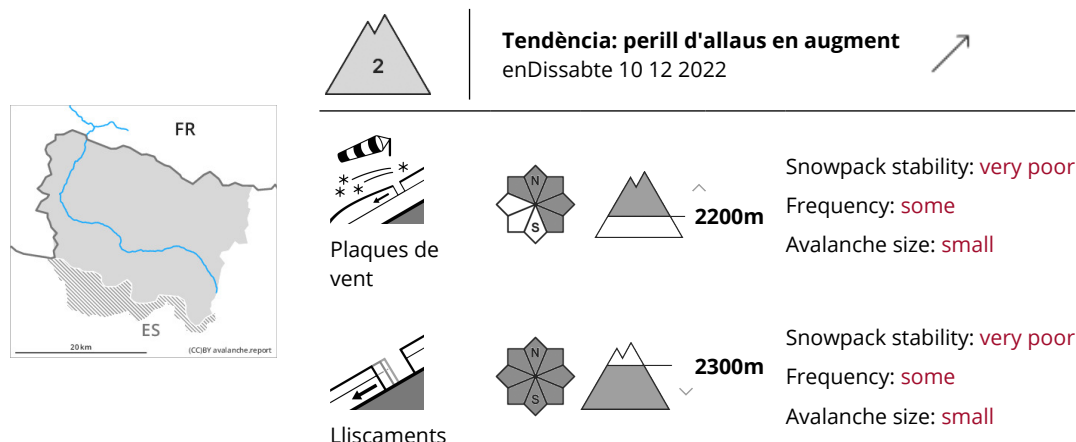 2
Tendència: perill d'allaus en augment
enDissabte 10 12 2022
FR
ES
20 km
(CC)BY avalanche.report
Plaques de
vent
N
S
2200m
Snowpack stability: very poor
Frequency: some
Avalanche size: small
Lliscaments
N
S
2300m
Snowpack stability: very poor
Frequency: some
Avalanche size: small